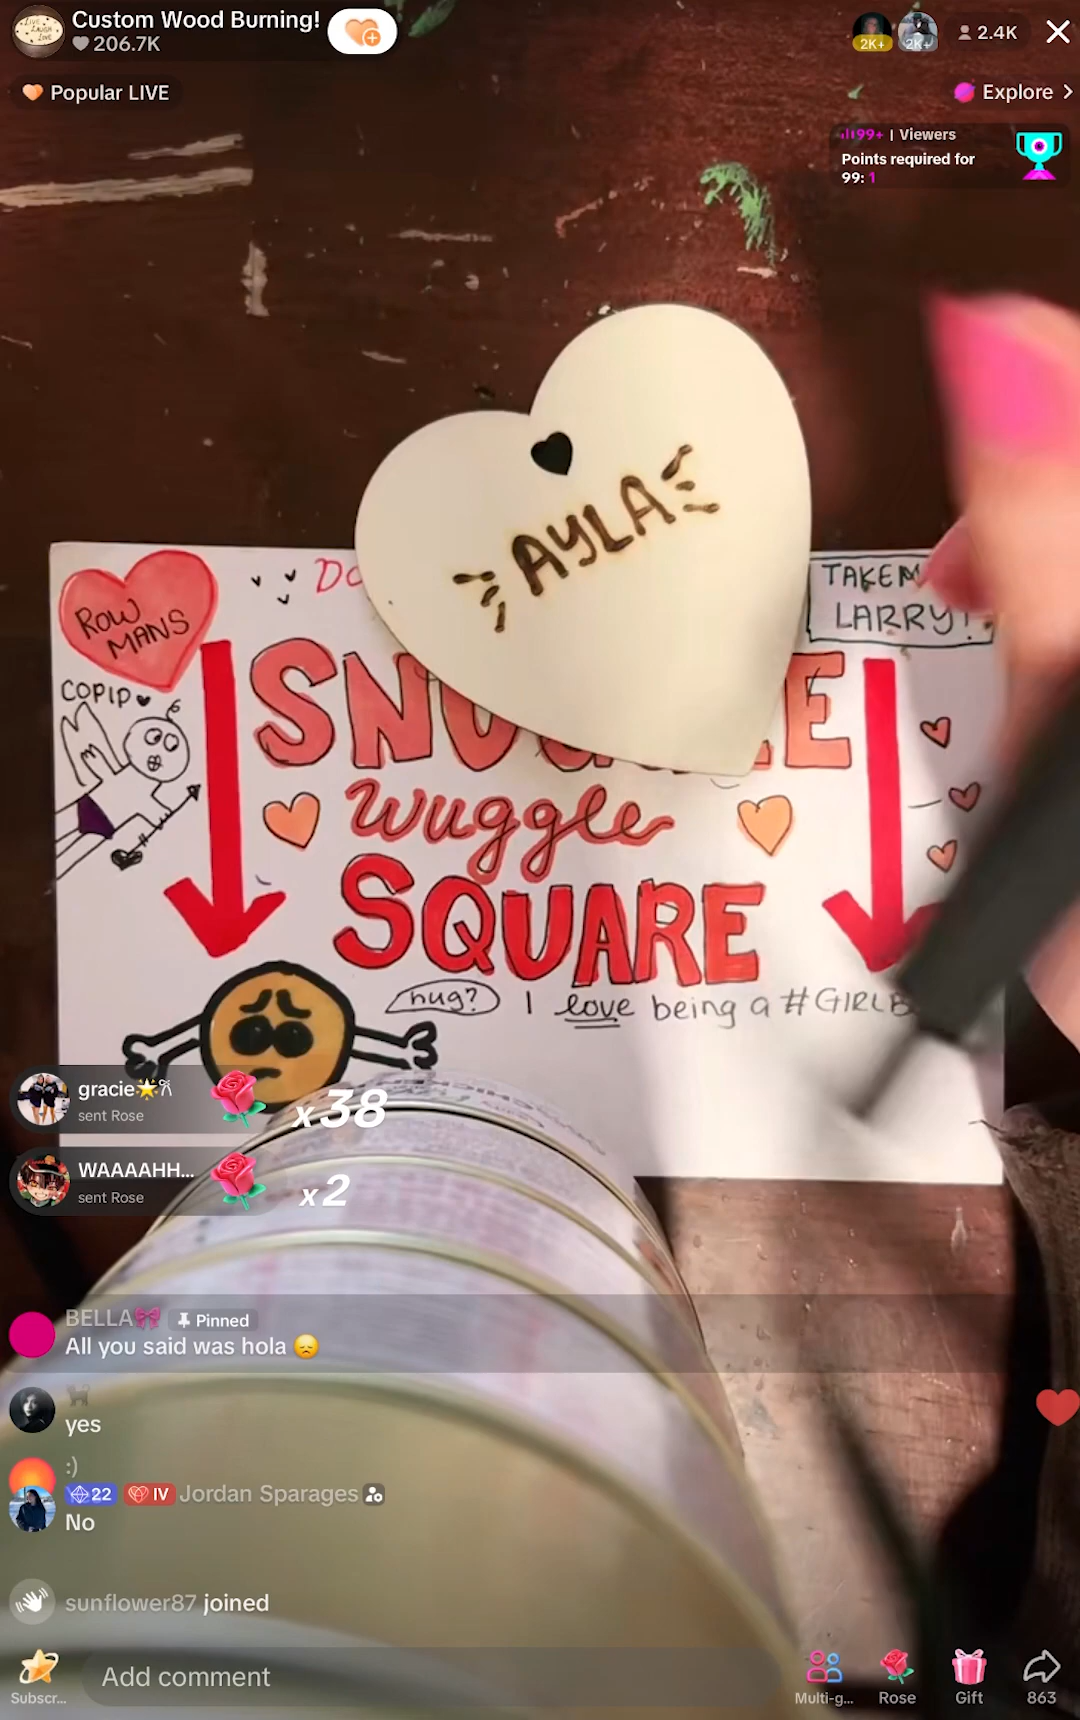 Custom Wood Burning!
206.7K
2K+
2K+
2.4K
Popular LIVE
Explore >
99+ | Viewers
Points required for
99: 1
AYLA
ROW
MANS
TAKE
LARRY!
COPID
SN
E
wuggle
SQUARE
hug? I love being a #GIRLB
gracie
sent Rose
x38
WAAAAHH...
sent Rose
x2
BELLA Pinned
All you said was hola
yes
:)
22 IV Jordan Sparages
No
sunflower87 joined
Add comment
Subscr...
Multi-g...
Rose
Gift
863